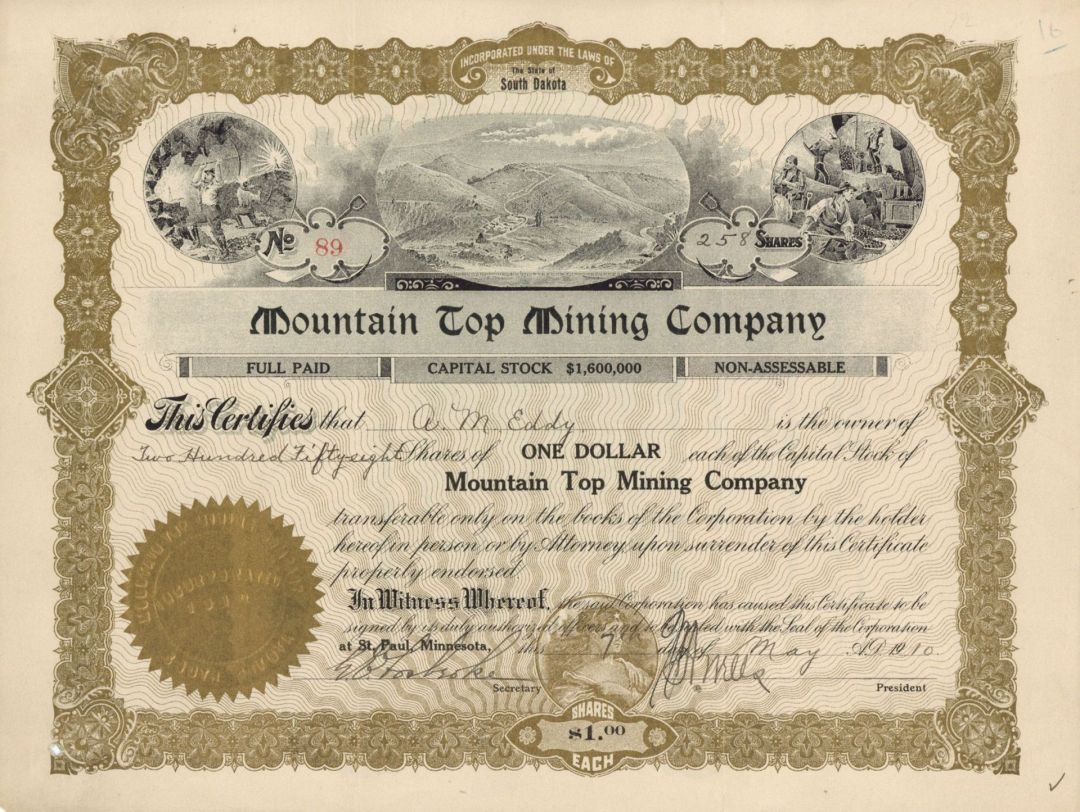 16
INCORPORATED UNDER THE LAWS OF
The State of
South Dakota
No 89
258 SHARES
Mountain Top Mining Company
FULL PAID
CAPITAL STOCK $1,600,000
NON-ASSESSABLE
This Certifies that A. M. Eddy is the owner of
Two Hundred Fiftyeight Shares of ONE DOLLAR each of the Capital Stock of
Mountain Top Mining Company
transferable only on the books of the Corporation by the holder
hereof in person or by Attorney upon surrender of this Certificate
properly endorsed.
In Witness Whereof, the said Corporation has caused this Certificate to be
signed by its duly authorized officers and to be sealed with the Seal of the Corporation
at St. Paul, Minnesota, this 7 day of May A.D. 1910.
Secretary
President
SHARES
$1.00
EACH